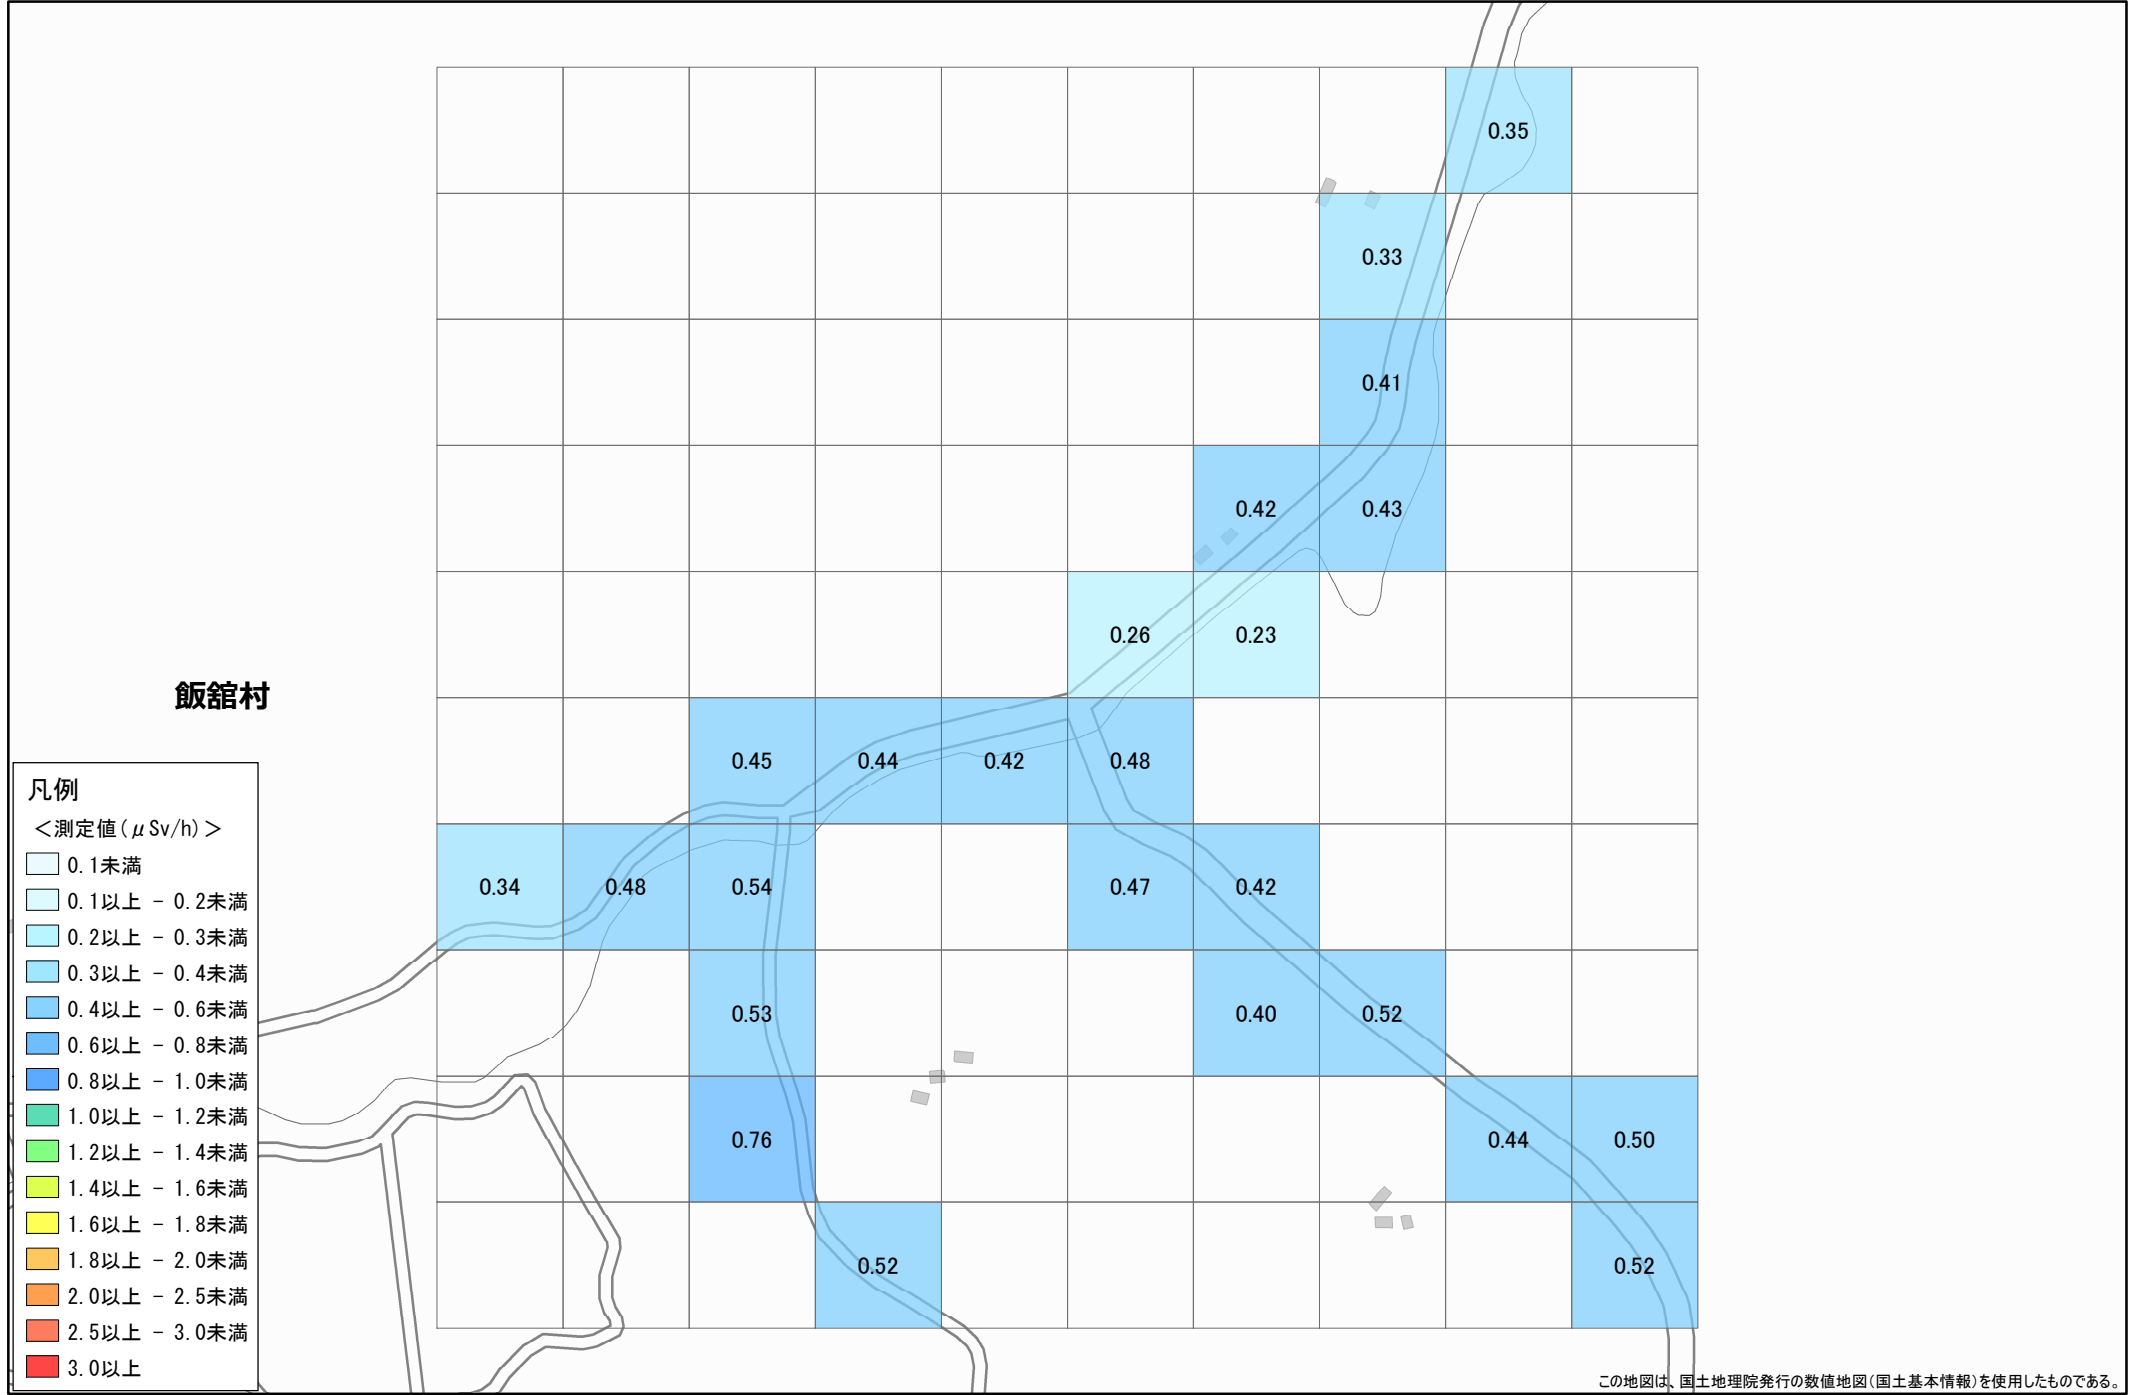 0.35
0.33
0.41
0.42 0.43
0.26 0.23
飯舘村
0.45 0.44 0.42 0.48
0.34 0.48 0.54 0.47 0.42
0.53 0.40 0.52
0.76 0.44 0.50
0.52 0.52
凡例
＜測定値(μSv/h)＞
0.1未満
0.1以上 - 0.2未満
0.2以上 - 0.3未満
0.3以上 - 0.4未満
0.4以上 - 0.6未満
0.6以上 - 0.8未満
0.8以上 - 1.0未満
1.0以上 - 1.2未満
1.2以上 - 1.4未満
1.4以上 - 1.6未満
1.6以上 - 1.8未満
1.8以上 - 2.0未満
2.0以上 - 2.5未満
2.5以上 - 3.0未満
3.0以上
この地図は、国土地理院発行の数値地図(国土基本情報)を使用したものである。